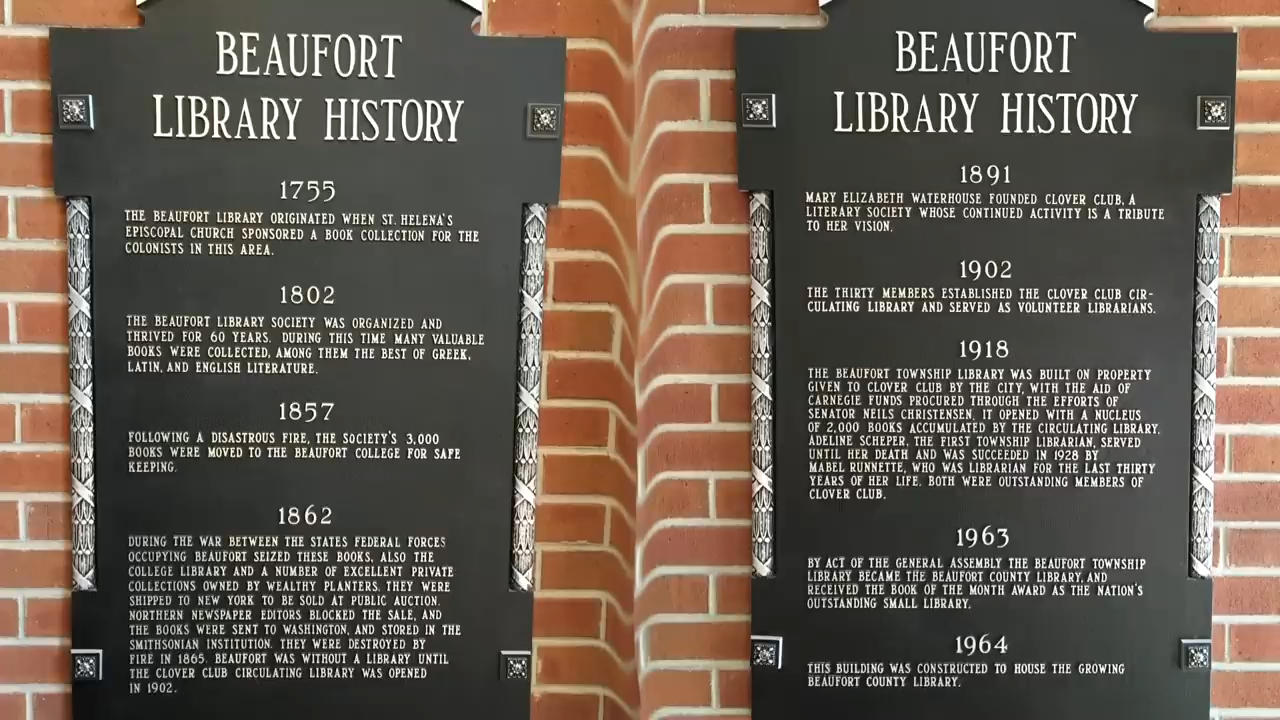 BEAUFORT
LIBRARY HISTORY
1755
THE BEAUFORT LIBRARY ORIGINATED WHEN ST. HELENA'S
EPISCOPAL CHURCH SPONSORED A BOOK COLLECTION FOR THE
COLONISTS IN THIS AREA.
1802
THE BEAUFORT LIBRARY SOCIETY WAS ORGANIZED AND
THRIVED FOR 60 YEARS. DURING THIS TIME MANY VALUABLE
BOOKS WERE COLLECTED, AMONG THEM THE BEST OF GREEK,
LATIN, AND ENGLISH LITERATURE.
1857
FOLLOWING A DISASTROUS FIRE, THE SOCIETY'S 3,000
BOOKS WERE MOVED TO THE BEAUFORT COLLEGE FOR SAFE
KEEPING.
1862
DURING THE WAR BETWEEN THE STATES FEDERAL FORCES
OCCUPYING BEAUFORT SEIZED THESE BOOKS, ALSO THE
COLLEGE LIBRARY AND A NUMBER OF EXCELLENT PRIVATE
COLLECTIONS OWNED BY WEALTHY PLANTERS. THEY WERE
SHIPPED TO NEW YORK TO BE SOLD AT PUBLIC AUCTION.
NORTHERN NEWSPAPER EDITORS BLOCKED THE SALE, AND
THE BOOKS WERE SENT TO WASHINGTON, AND STORED IN THE
SMITHSONIAN INSTITUTION. THEY WERE DESTROYED BY
FIRE IN 1865. BEAUFORT WAS WITHOUT A LIBRARY UNTIL
THE CLOVER CLUB CIRCULATING LIBRARY WAS OPENED
IN 1902.
BEAUFORT
LIBRARY HISTORY
1891
MARY ELIZABETH WATERHOUSE FOUNDED CLOVER CLUB, A
LITERARY SOCIETY WHOSE CONTINUED ACTIVITY IS A TRIBUTE
TO HER VISION.
1902
THE THIRTY MEMBERS ESTABLISHED THE CLOVER CLUB CIR-
CULATING LIBRARY AND SERVED AS VOLUNTEER LIBRARIANS.
1918
THE BEAUFORT TOWNSHIP LIBRARY WAS BUILT ON PROPERTY
GIVEN TO CLOVER CLUB BY THE CITY, WITH THE AID OF
CARNEGIE FUNDS PROCURED THROUGH THE EFFORTS OF
SENATOR NEILS CHRISTENSEN. IT OPENED WITH A NUCLEUS
OF 2,000 BOOKS ACCUMULATED BY THE CIRCULATING LIBRARY.
ADELINE SCHEPER, THE FIRST TOWNSHIP LIBRARIAN, SERVED
UNTIL HER DEATH AND WAS SUCCEEDED IN 1928 BY
MABEL RUNNETTE, WHO WAS LIBRARIAN FOR THE LAST THIRTY
YEARS OF HER LIFE. BOTH WERE OUTSTANDING MEMBERS OF
CLOVER CLUB.
1963
BY ACT OF THE GENERAL ASSEMBLY THE BEAUFORT TOWNSHIP
LIBRARY BECAME THE BEAUFORT COUNTY LIBRARY, AND
RECEIVED THE BOOK OF THE MONTH AWARD AS THE NATION'S
OUTSTANDING SMALL LIBRARY.
1964
THIS BUILDING WAS CONSTRUCTED TO HOUSE THE GROWING
BEAUFORT COUNTY LIBRARY.